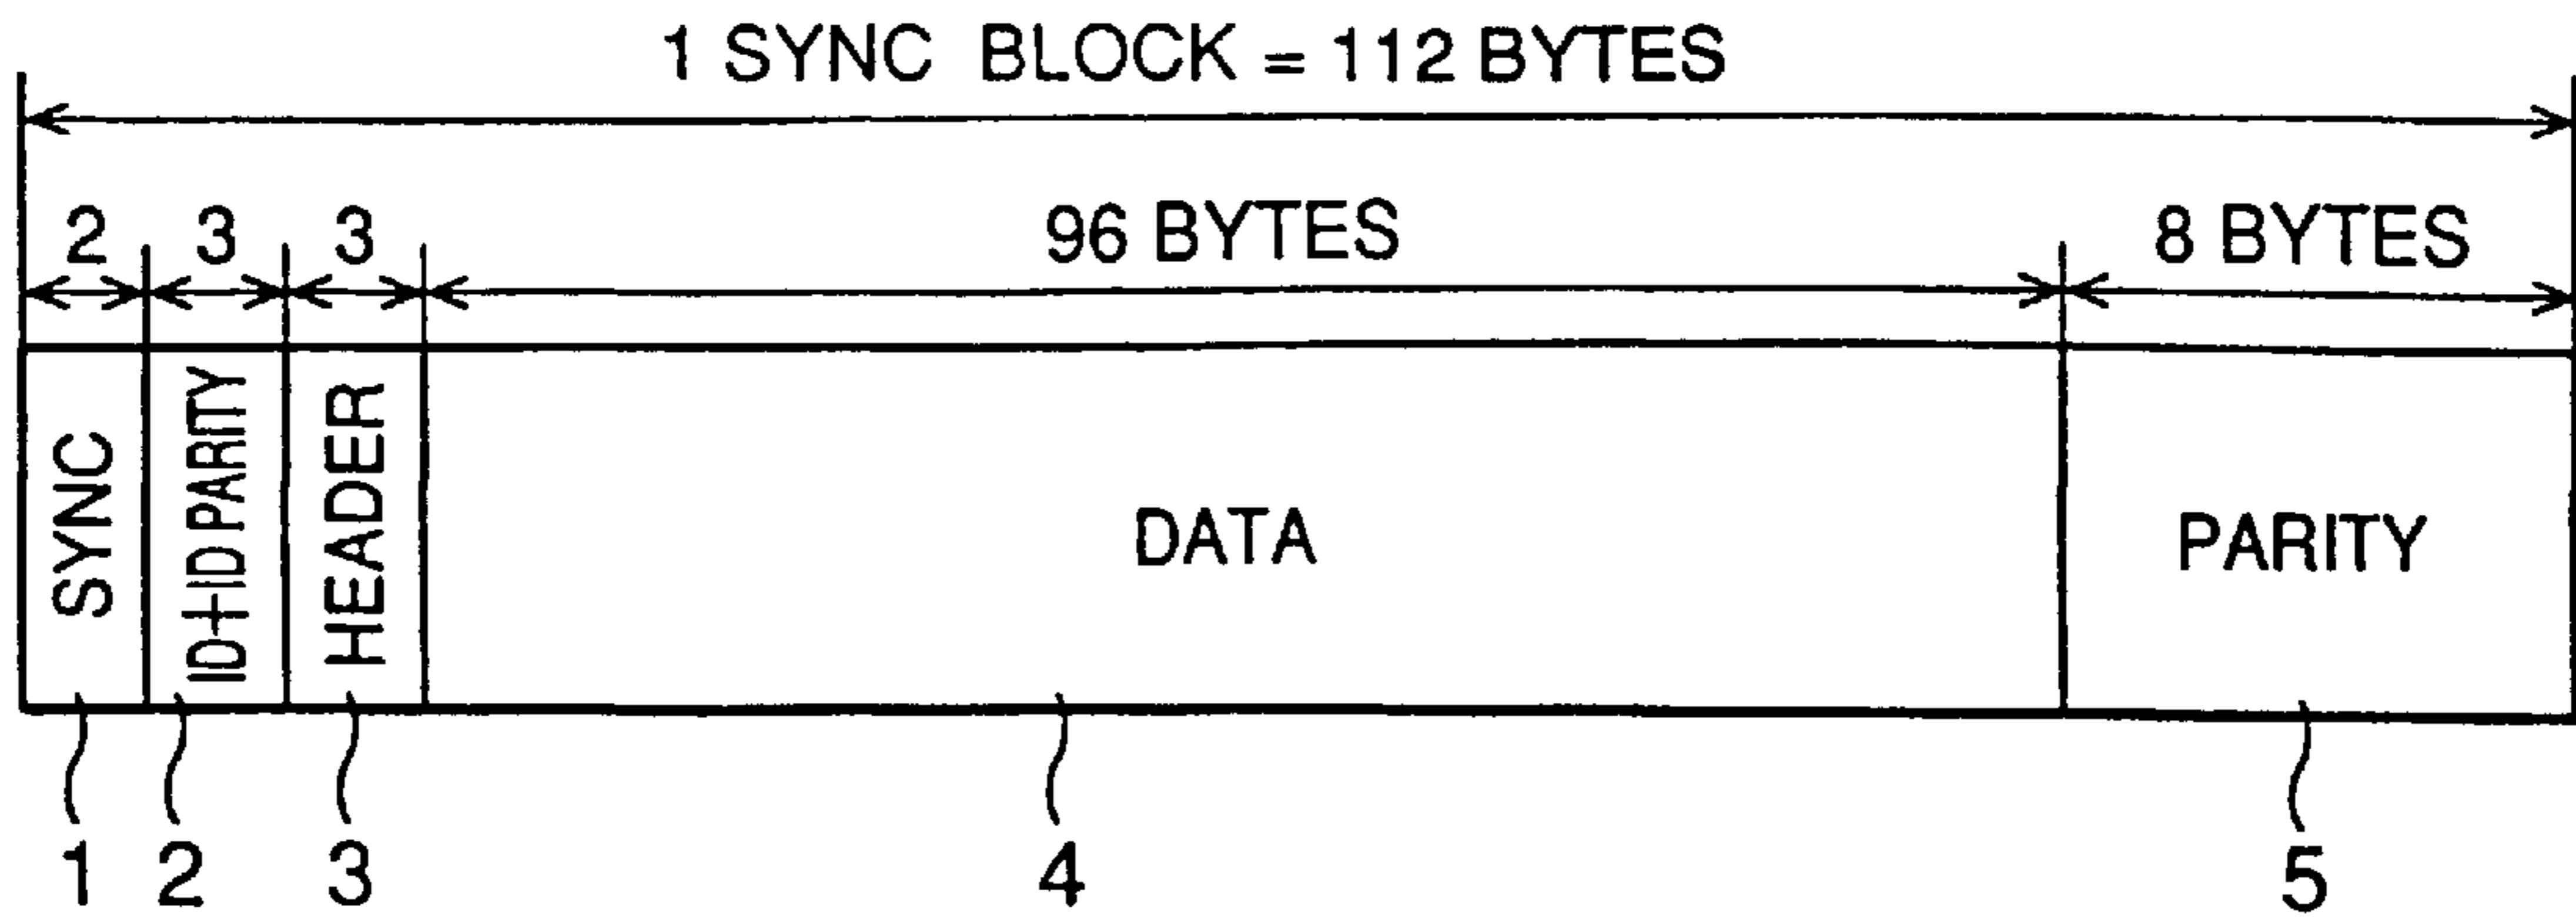 1 SYNC BLOCK = 112 BYTES
2 3 3 96 BYTES 8 BYTES
SYNC
ID+ID PARITY
HEADER
DATA
PARITY
1 2 3 4 5